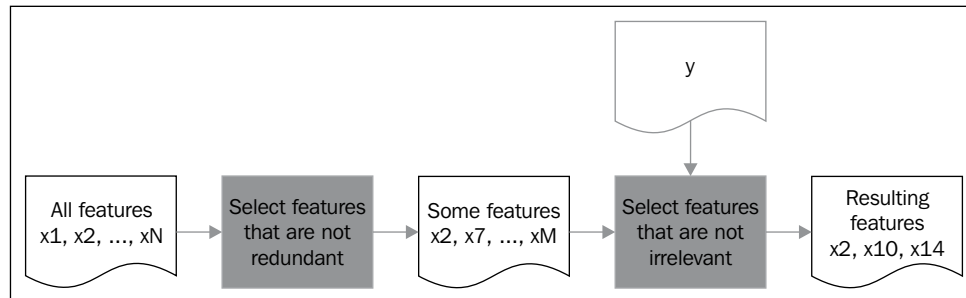 y
All features
x1, x2, ..., xN
Select features
that are not
redundant
Some features
x2, x7, ..., xM
Select features
that are not
irrelevant
Resulting
features
x2, x10, x14